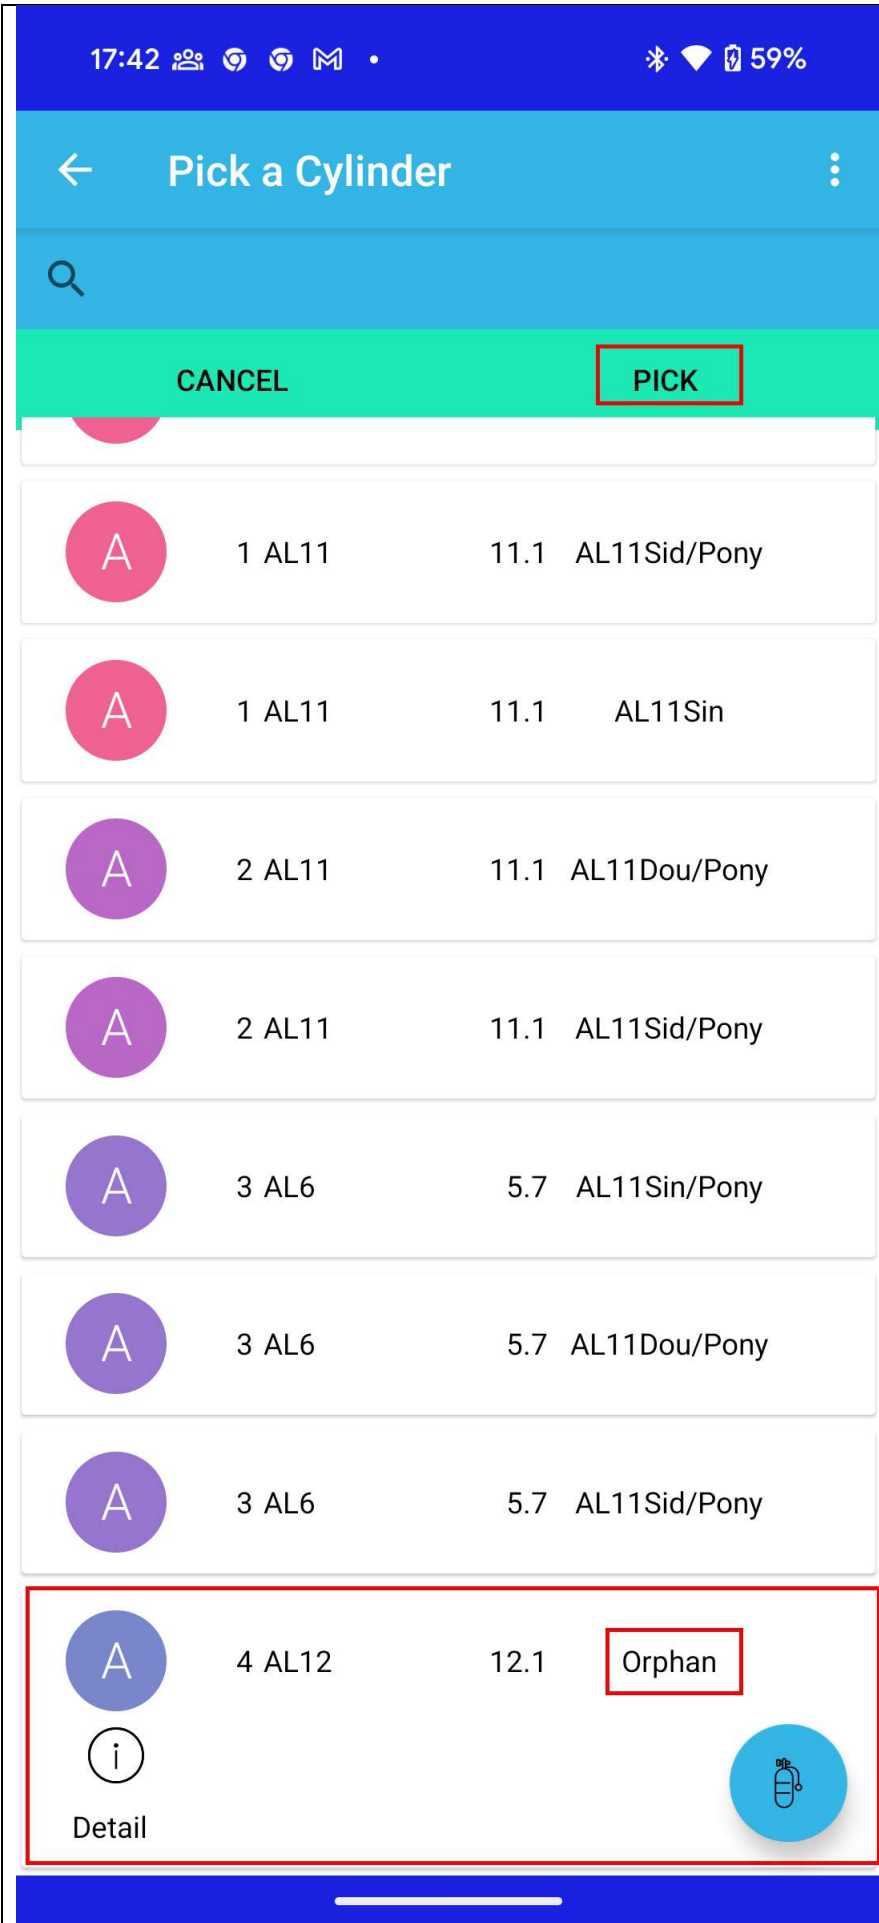 17:42 59%
Pick a Cylinder
CANCEL PICK
A 1 AL11 11.1 AL11Sid/Pony
A 1 AL11 11.1 AL11Sin
A 2 AL11 11.1 AL11Dou/Pony
A 2 AL11 11.1 AL11Sid/Pony
A 3 AL6 5.7 AL11Sin/Pony
A 3 AL6 5.7 AL11Dou/Pony
A 3 AL6 5.7 AL11Sid/Pony
A 4 AL12 12.1 Orphan
i
Detail